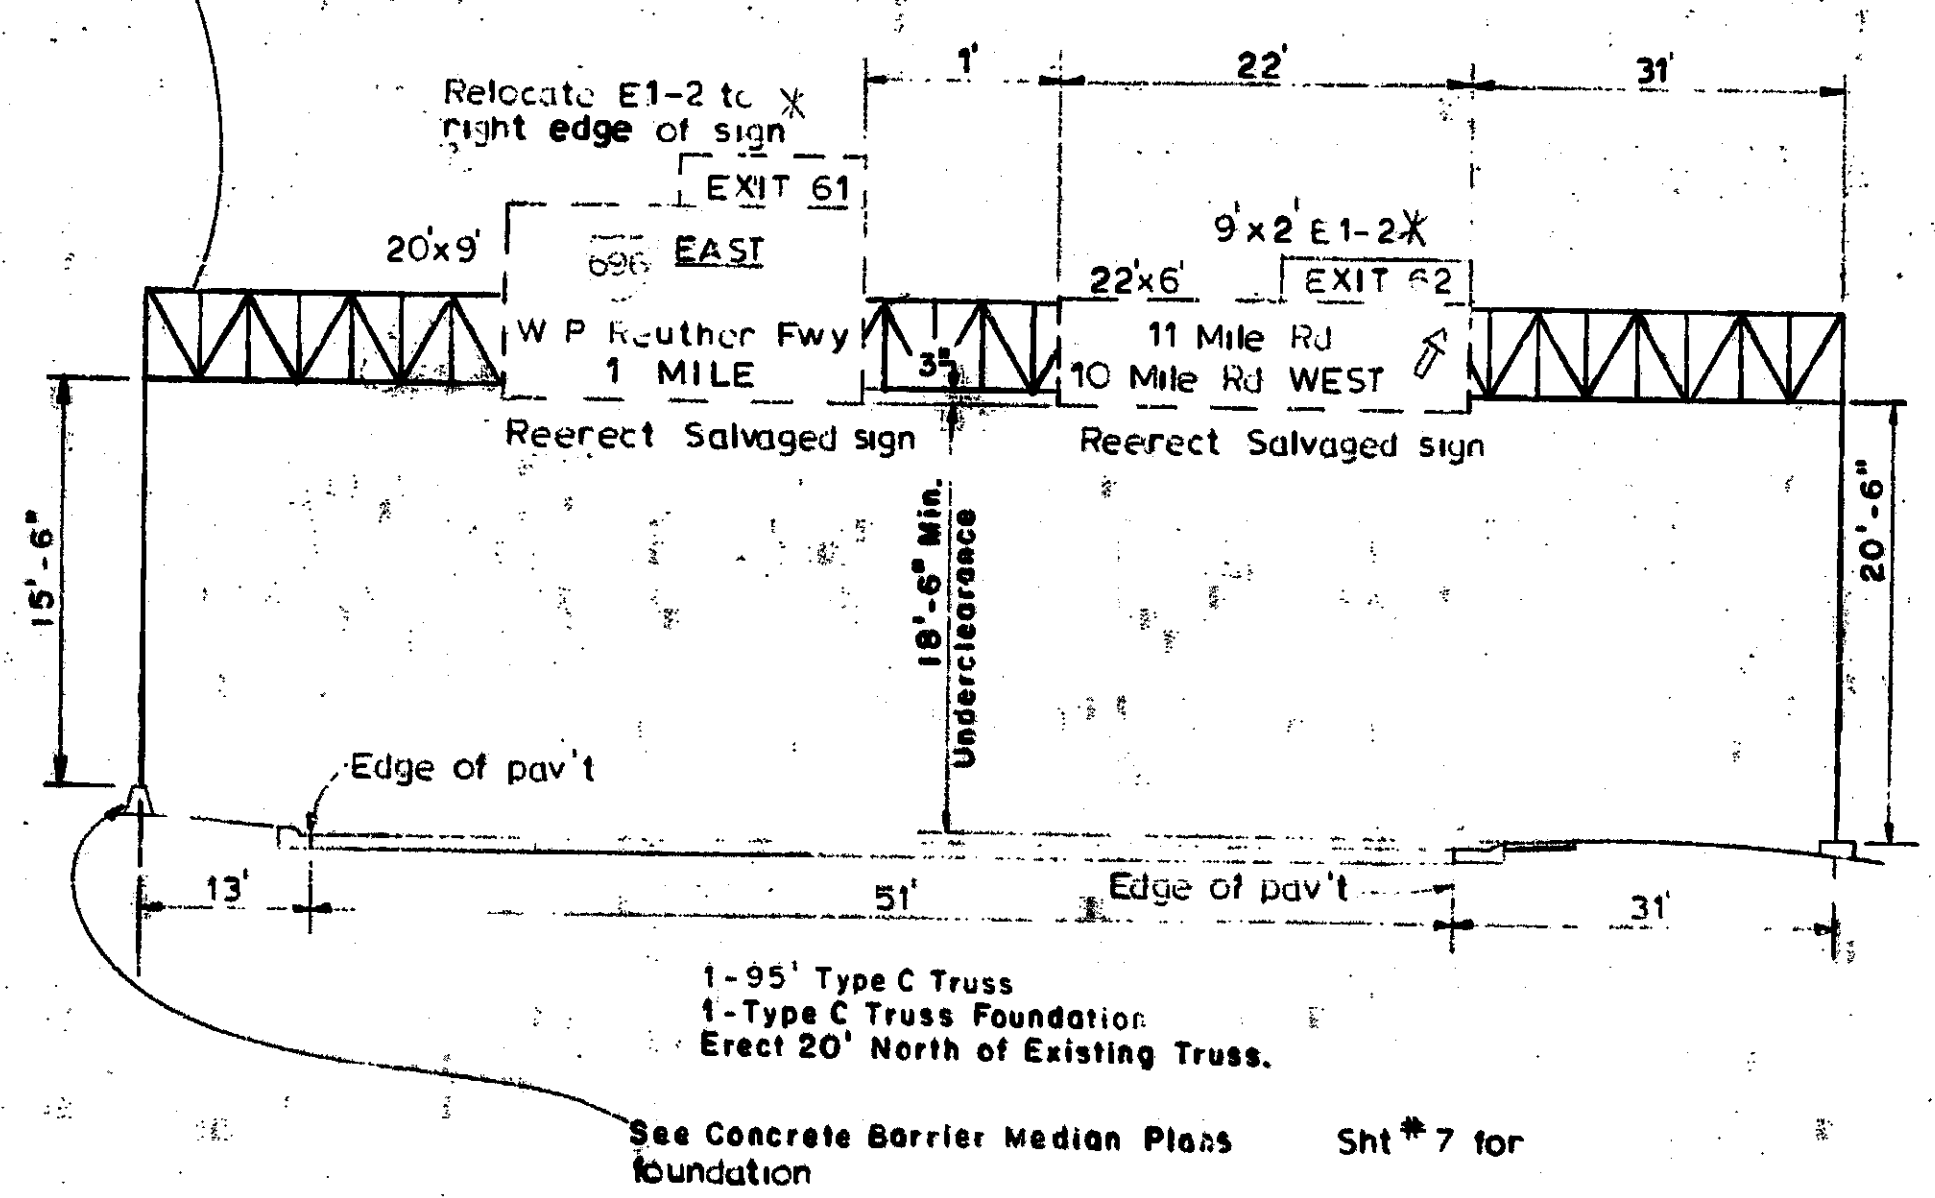 1'
22'
31'
Relocate E1-2 to *
right edge of sign
EXIT 61
20'x9'
696 EAST
W P Reuther Fwy
1 MILE
Reerect Salvaged sign
3"
9'x2' E1-2*
22'x6'
EXIT 62
11 Mile Rd
10 Mile Rd WEST
Reerect Salvaged sign
15'-6"
18'-6" Min.
Underclearance
20'-6"
Edge of pav't
13'
51'
Edge of pav't
31'
1-95' Type C Truss
1-Type C Truss Foundation
Erect 20' North of Existing Truss.
See Concrete Barrier Median Plans Sht # 7 for
foundation